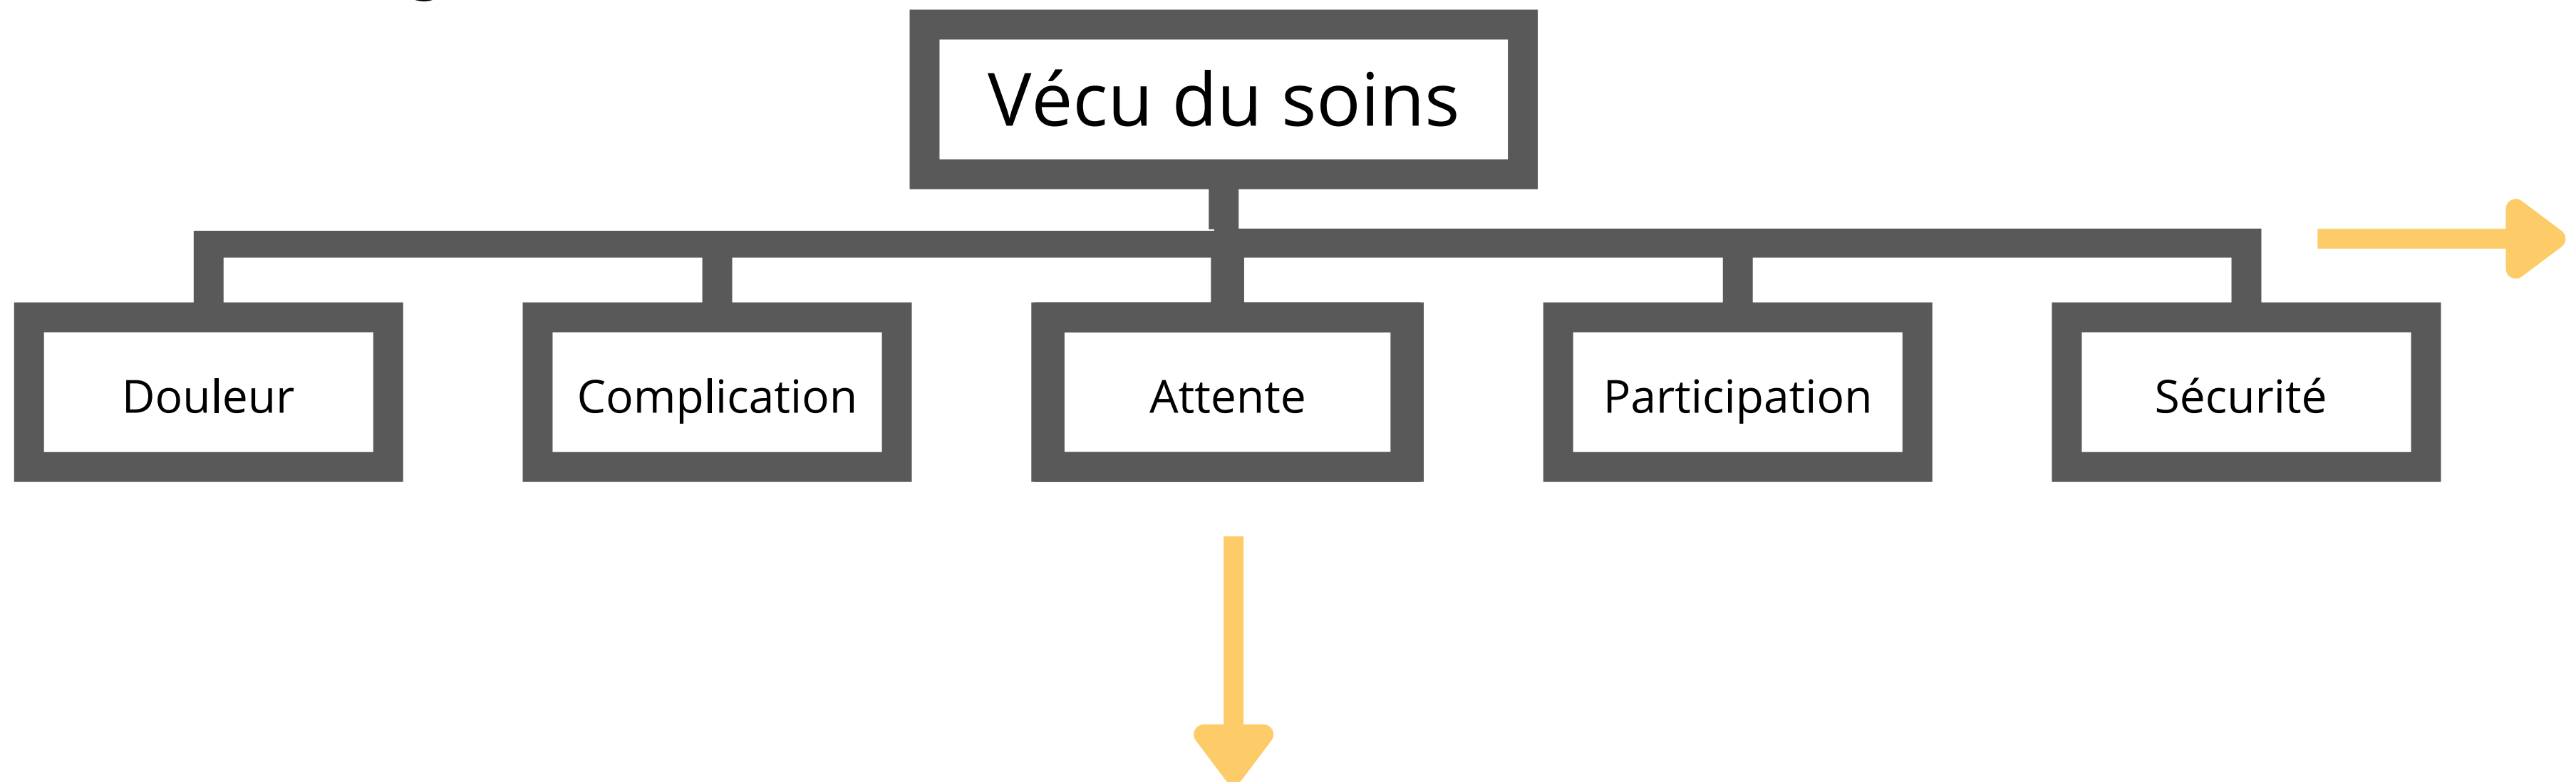 Vécu du soins
Douleur
Complication
Attente
Participation
Sécurité